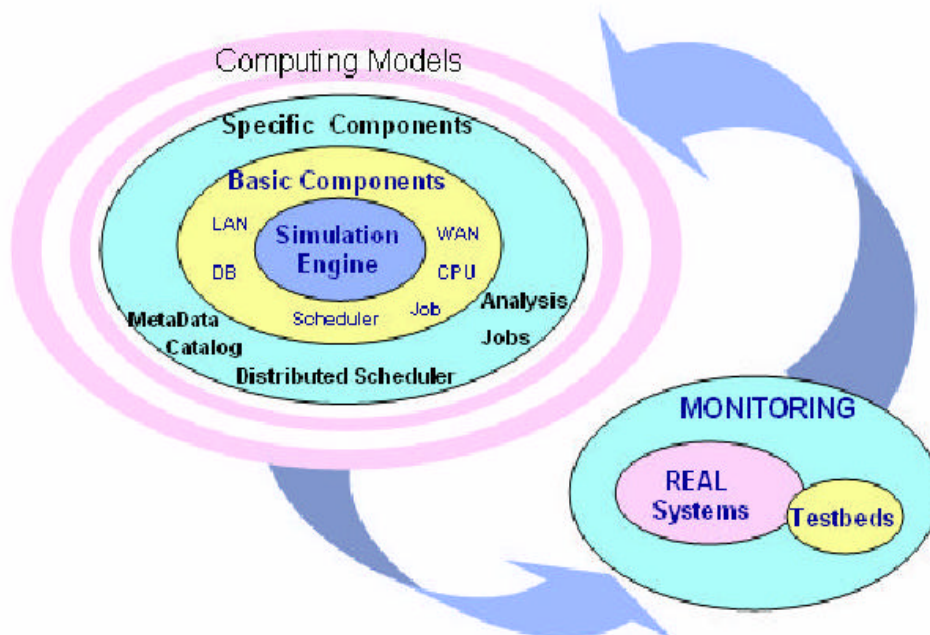 Computing Models
Specific Components
Basic Components
LAN
Simulation
Engine
WAN
DB
CPU
Scheduler
Job
Analysis
Jobs
MetaData
Catalog
Distributed Scheduler
MONITORING
REAL
Systems
Testbeds